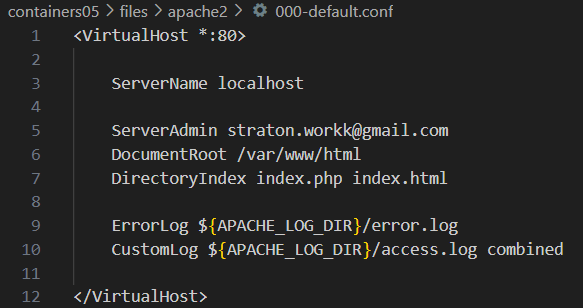 containers05 > files > apache2 > 000-default.conf
1 <VirtualHost *:80>
2
3 ServerName localhost
4
5 ServerAdmin straton.workk@gmail.com
6 DocumentRoot /var/www/html
7 DirectoryIndex index.php index.html
8
9 ErrorLog ${APACHE_LOG_DIR}/error.log
10 CustomLog ${APACHE_LOG_DIR}/access.log combined
11
12 </VirtualHost>